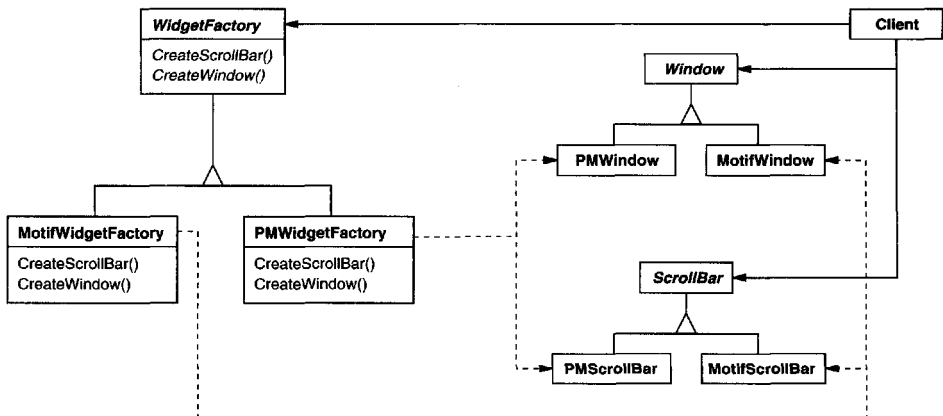 WidgetFactory
CreateScrollBar()
CreateWindow()
Client
Window
PMWindow
MotifWindow
MotifWidgetFactory
CreateScrollBar()
CreateWindow()
PMWidgetFactory
CreateScrollBar()
CreateWindow()
ScrollBar
PMScrollBar
MotifScrollBar